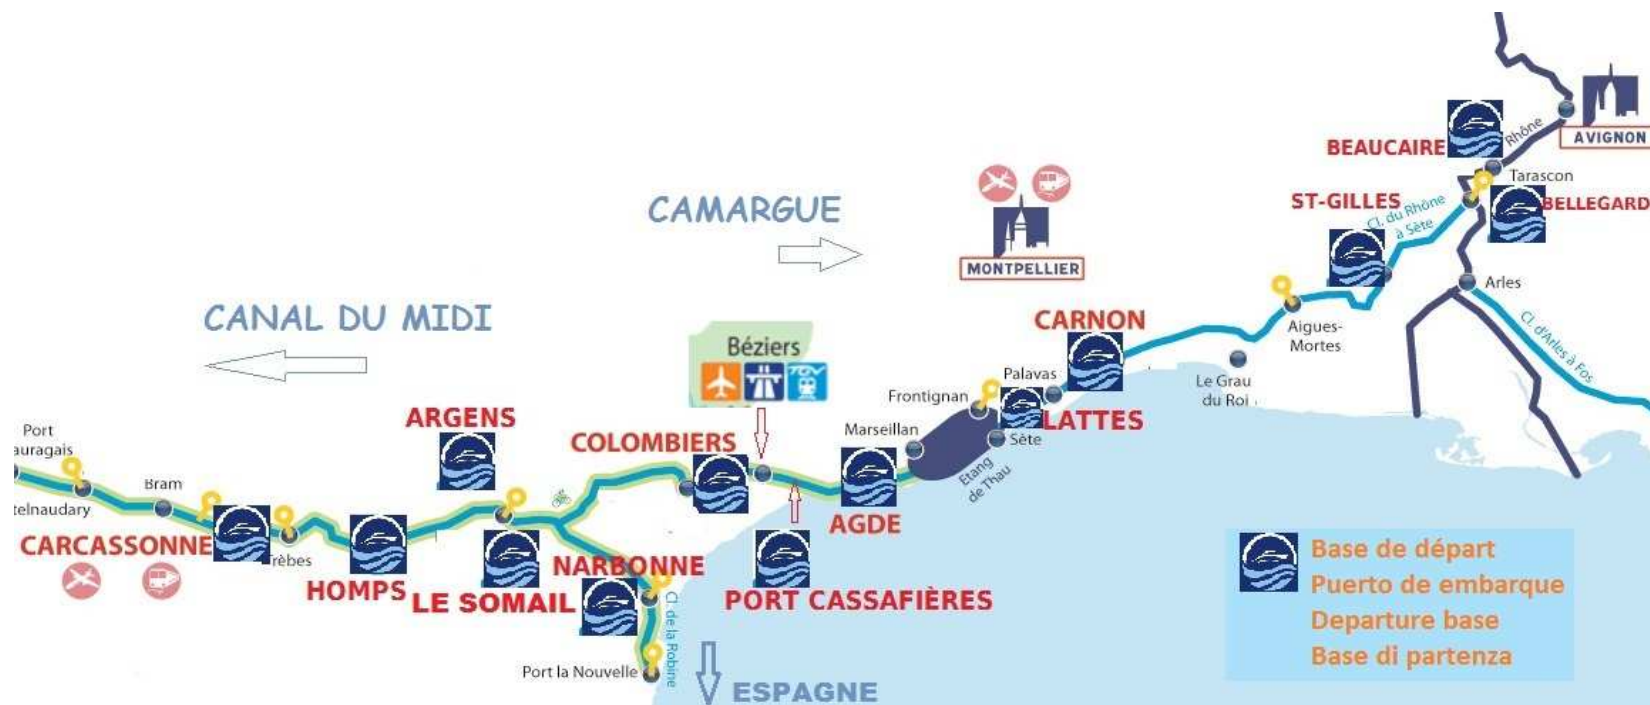 AVIGNON
BEAUCAIRE
Rhône
Tarascon
ST-GILLES
BELLEGARD
Cl. du Rhône
à Sète
CAMARGUE
MONTPELLIER
Arles
Cl. d'Arles à Fos
CANAL DU MIDI
CARNON
Aigues-
Mortes
Béziers
TGV
Palavas
Le Grau
du Roi
Frontignan
ARGENS
LATTES
COLOMBIERS
Marseillan
Sète
Port
auragais
Etang
de Thau
Bram
telnaudary
AGDE
CARCASSONNE
rèbes
NARBONNE
HOMPS
LE SOMAIL
PORT CASSAFIÈRES
Cl. de la Robine
Port la Nouvelle
ESPAGNE
Base de départ
Puerto de embarque
Departure base
Base di partenza